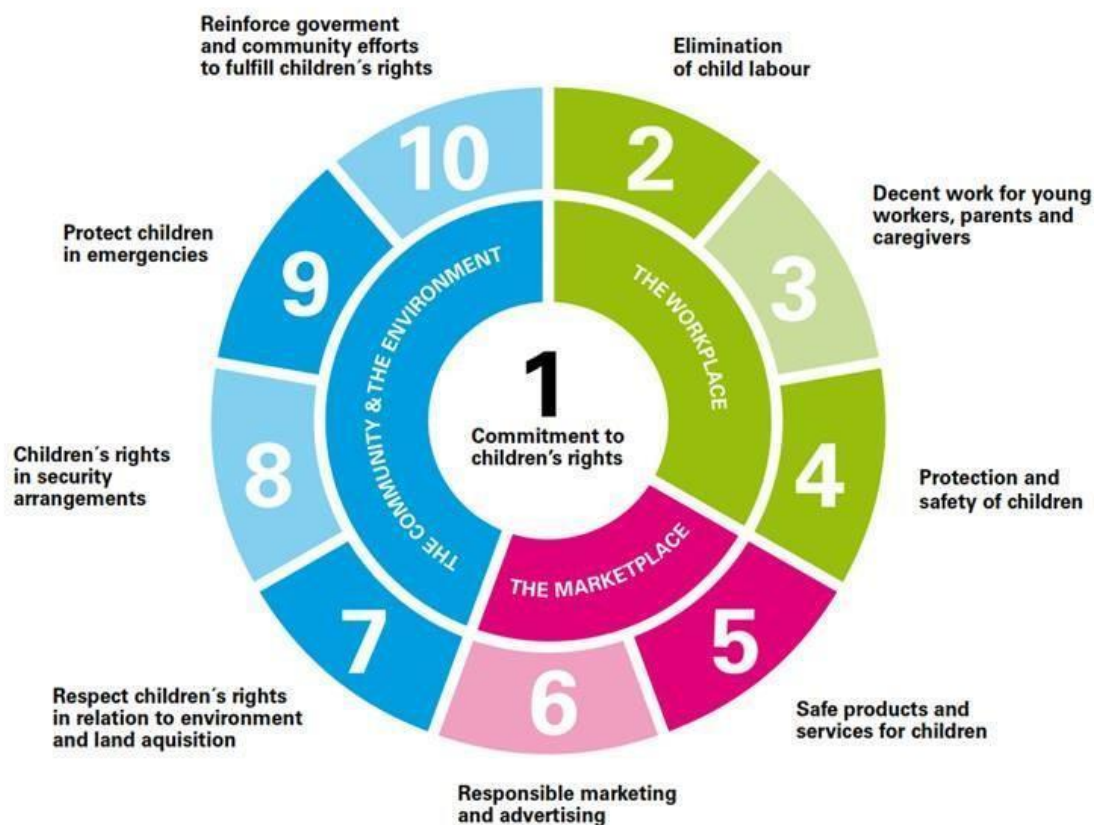 1
Commitment to
children's rights
THE WORKPLACE
2
Elimination
of child labour
3
Decent work for young
workers, parents and
caregivers
4
Protection and
safety of children
THE MARKETPLACE
5
Safe products and
services for children
6
Responsible marketing
and advertising
THE COMMUNITY & THE ENVIRONMENT
7
Respect children´s rights
in relation to environment
and land aquisition
8
Children´s rights
in security
arrangements
9
Protect children
in emergencies
10
Reinforce goverment
and community efforts
to fulfill children´s rights